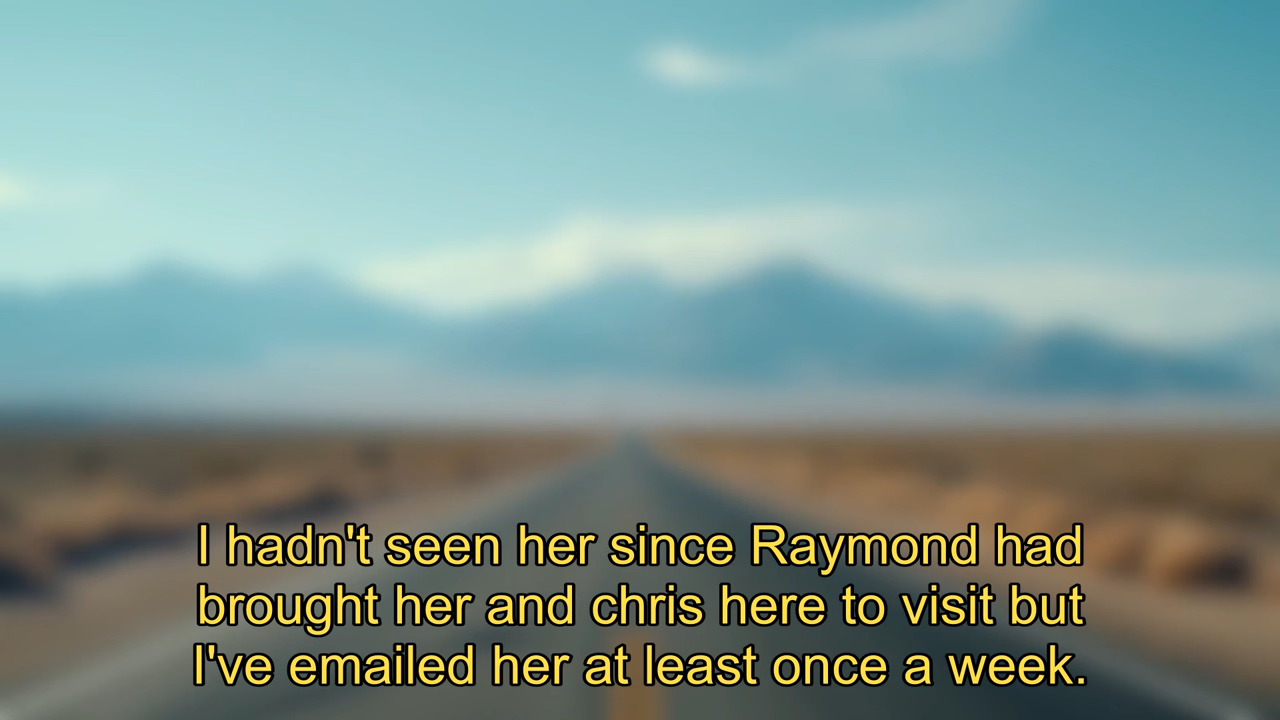 I hadn't seen her since Raymond had
brought her and chris here to visit but
I've emailed her at least once a week.